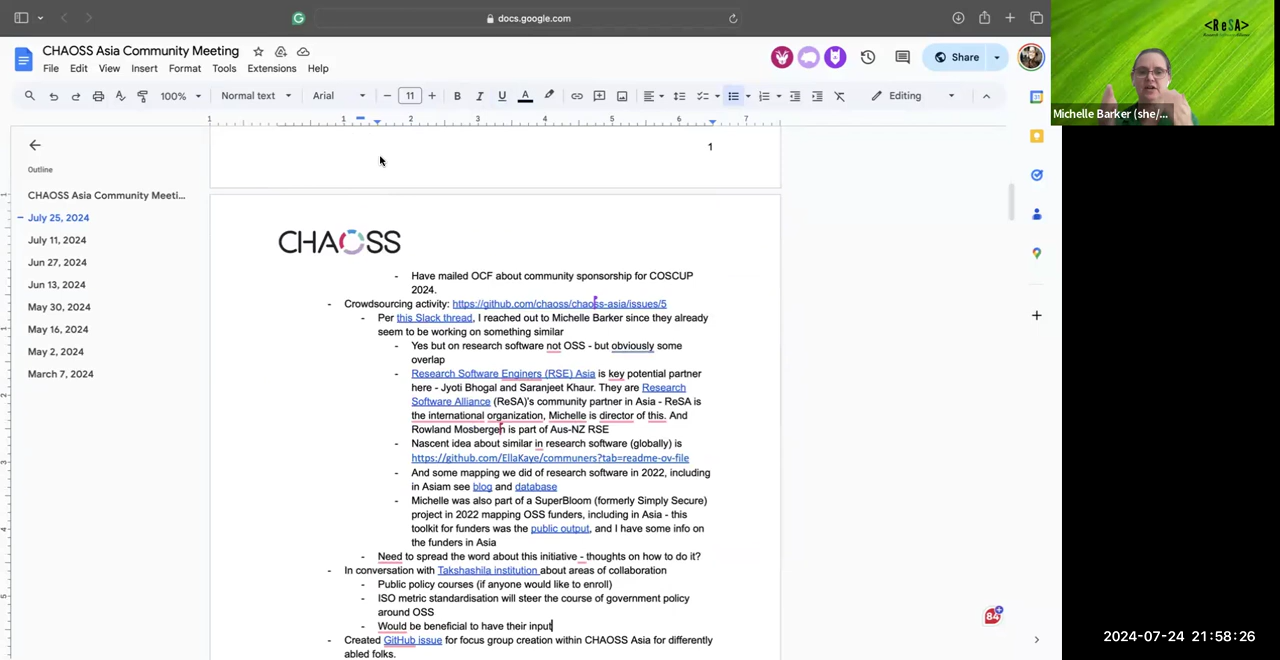 docs.google.com
CHAOSS Asia Community Meeting
File Edit View Insert Format Tools Extensions Help
Share
100% Normal text Arial 11 B I U A Editing
<ReSA>
Michelle Barker (she/...
1 1 2 3 4 5 6 7
1
Outline
CHAOSS Asia Community Meeti...
July 25, 2024
July 11, 2024
Jun 27, 2024
Jun 13, 2024
May 30, 2024
May 16, 2024
May 2, 2024
March 7, 2024
CHAOSS
- Have mailed OCF about community sponsorship for COSCUP
2024.
- Crowdsourcing activity: https://github.com/chaoss/chaoss-asia/issues/5
- Per this Slack thread, I reached out to Michelle Barker since they already
seem to be working on something similar
- Yes but on research software not OSS - but obviously some
overlap
- Research Software Enginers (RSE) Asia is key potential partner
here - Jyoti Bhogal and Saranjeet Khaur. They are Research
Software Alliance (ReSA)'s community partner in Asia - ReSA is
the international organization, Michelle is director of this. And
Rowland Mosbergen is part of Aus-NZ RSE
- Nascent idea about similar in research software (globally) is
https://github.com/EllaKaye/communers?tab=readme-ov-file
- And some mapping we did of research software in 2022, including
in Asiam see blog and database
- Michelle was also part of a SuperBloom (formerly Simply Secure)
project in 2022 mapping OSS funders, including in Asia - this
toolkit for funders was the public output, and I have some info on
the funders in Asia
- Need to spread the word about this initiative - thoughts on how to do it?
- In conversation with Takshashila institution about areas of collaboration
- Public policy courses (if anyone would like to enroll)
- ISO metric standardisation will steer the course of government policy
around OSS
- Would be beneficial to have their input
- Created GitHub issue for focus group creation within CHAOSS Asia for differently
abled folks.
84
2024-07-24 21:58:26